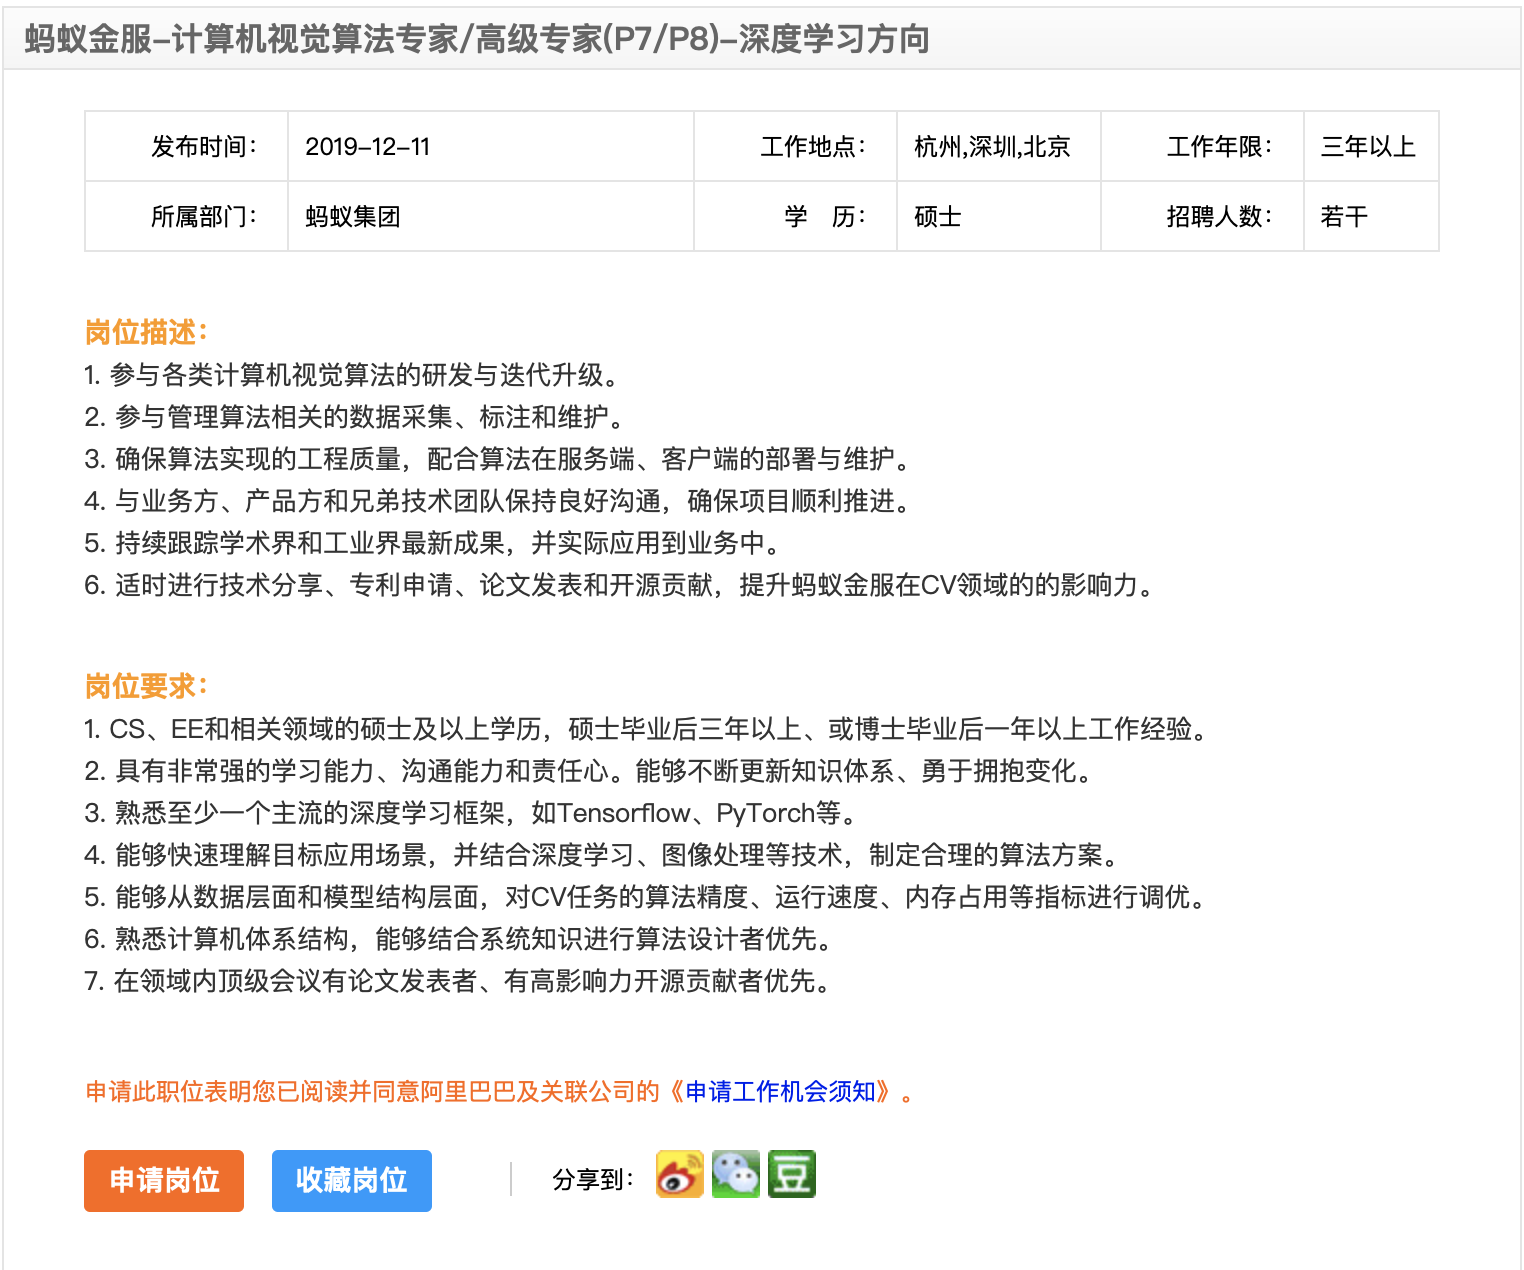 蚂蚁金服-计算机视觉算法专家/高级专家(P7/P8)-深度学习方向
发布时间： 2019-12-11 工作地点： 杭州,深圳,北京 工作年限： 三年以上
所属部门： 蚂蚁集团 学 历： 硕士 招聘人数： 若干
岗位描述：
1. 参与各类计算机视觉算法的研发与迭代升级。
2. 参与管理算法相关的数据采集、标注和维护。
3. 确保算法实现的工程质量，配合算法在服务端、客户端的部署与维护。
4. 与业务方、产品方和兄弟技术团队保持良好沟通，确保项目顺利推进。
5. 持续跟踪学术界和工业界最新成果，并实际应用到业务中。
6. 适时进行技术分享、专利申请、论文发表和开源贡献，提升蚂蚁金服在CV领域的的影响力。
岗位要求：
1. CS、EE和相关领域的硕士及以上学历，硕士毕业后三年以上、或博士毕业后一年以上工作经验。
2. 具有非常强的学习能力、沟通能力和责任心。能够不断更新知识体系、勇于拥抱变化。
3. 熟悉至少一个主流的深度学习框架，如Tensorflow、PyTorch等。
4. 能够快速理解目标应用场景，并结合深度学习、图像处理等技术，制定合理的算法方案。
5. 能够从数据层面和模型结构层面，对CV任务的算法精度、运行速度、内存占用等指标进行调优。
6. 熟悉计算机体系结构，能够结合系统知识进行算法设计者优先。
7. 在领域内顶级会议有论文发表者、有高影响力开源贡献者优先。
申请此职位表明您已阅读并同意阿里巴巴及关联公司的《申请工作机会须知》。
申请岗位 收藏岗位 分享到： 豆